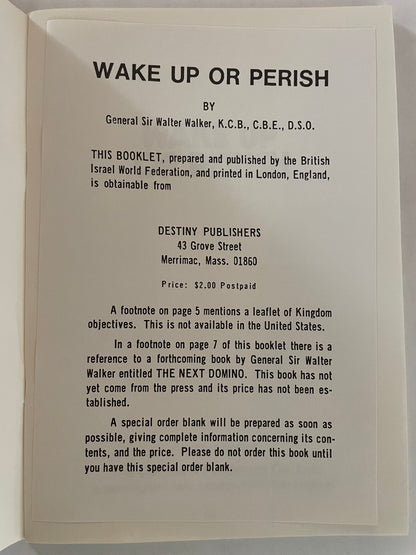 WAKE UP OR PERISH
BY
General Sir Walter Walker, K.C.B., C.B.E., D.S.O.
THIS BOOKLET, prepared and published by the British
Israel World Federation, and printed in London, England,
is obtainable from
DESTINY PUBLISHERS
43 Grove Street
Merrimac, Mass. 01860
Price: $2.00 Postpaid
A footnote on page 5 mentions a leaflet of Kingdom
objectives. This is not available in the United States.
In a footnote on page 7 of this booklet there is a
reference to a forthcoming book by General Sir Walter
Walker entitled THE NEXT DOMINO. This book has not
yet come from the press and its price has not been es-
tablished.
A special order blank will be prepared as soon as
possible, giving complete information concerning its con-
tents, and the price. Please do not order this book until
you have this special order blank.